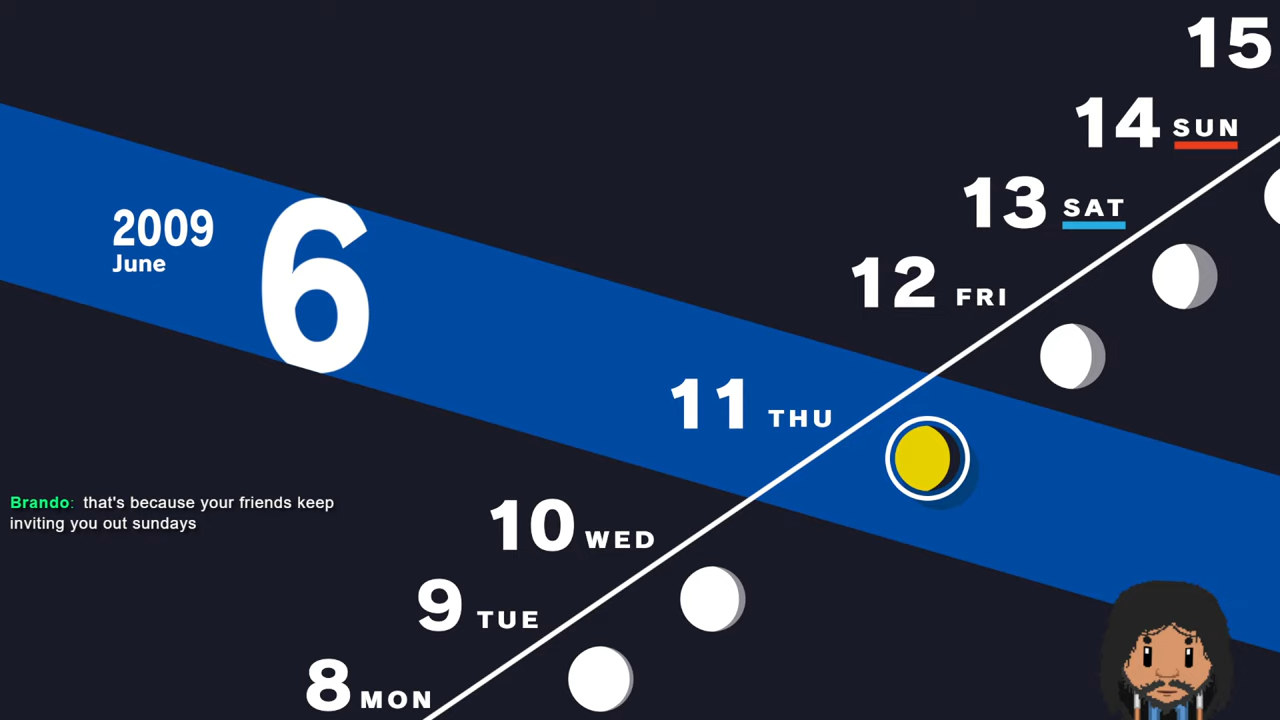 15
14 SUN
13 SAT
12 FRI
2009
June
6
11 THU
10 WED
9 TUE
8 MON
Brando: that's because your friends keep
inviting you out sundays